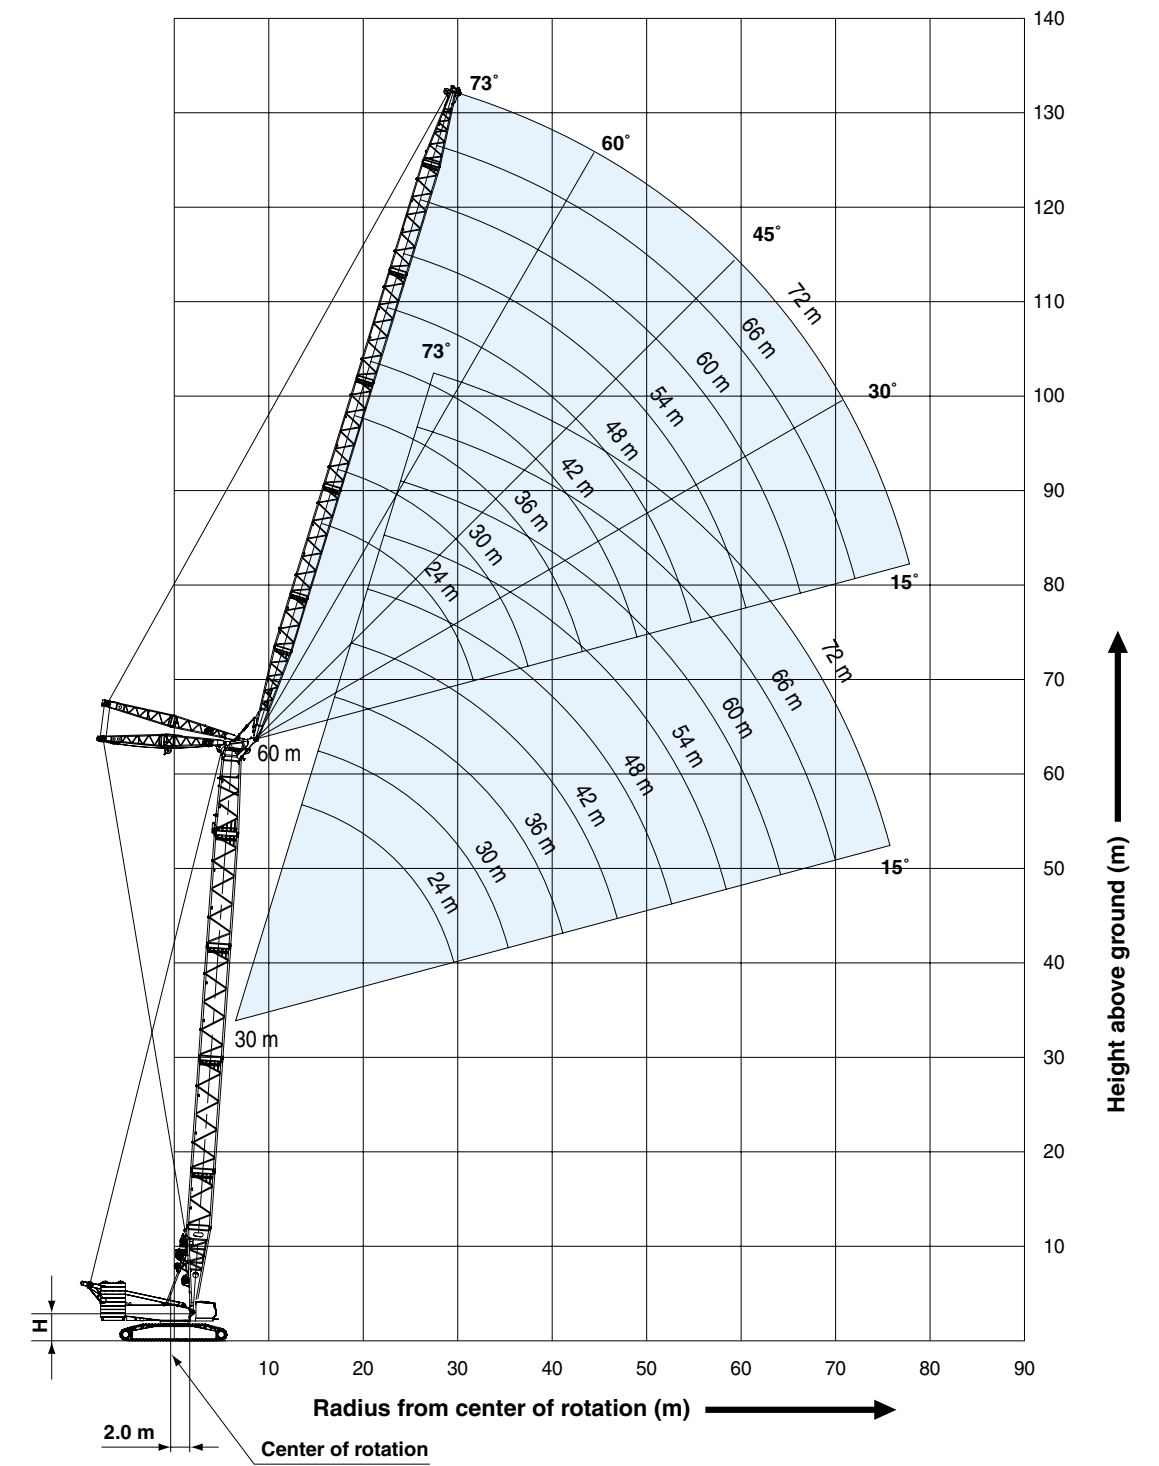 140
73°
130
60°
120
45°
72 m
110
66 m
73°
60 m
30°
54 m
100
48 m
42 m
90
36 m
30 m
24 m
80
15°
72 m
70
66 m
60 m
54 m
60 m
60
48 m
42 m
36 m
30 m
50
15°
24 m
40
30 m
30
20
10
Height above ground (m)
H
10 20 30 40 50 60 70 80 90
Radius from center of rotation (m)
2.0 m
Center of rotation